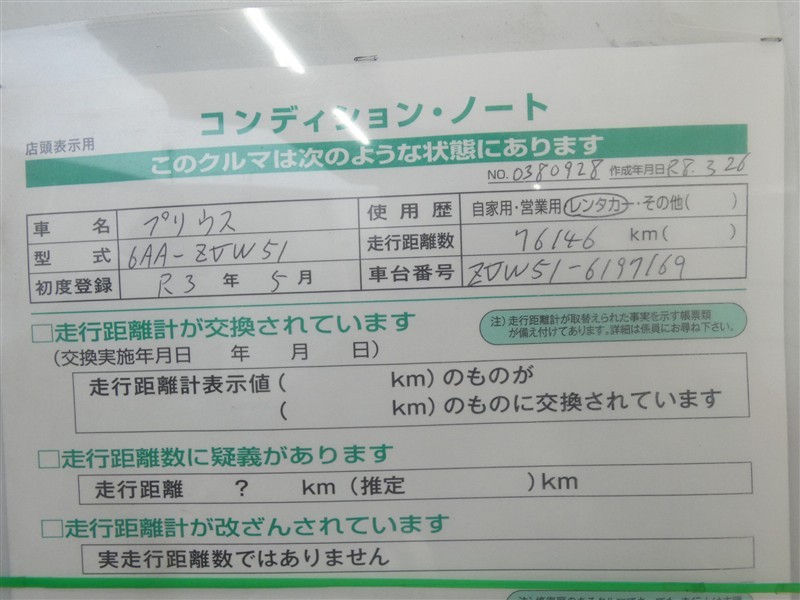 コンディション・ノート
店頭表示用
このクルマは次のような状態にあります
NO. 0380928 作成年月日 R8.3.26
車名 プリウス 使用歴 自家用・営業用・レンタカー・その他( )
型式 6AA-ZVW51 走行距離数 76146 km( )
初度登録 R3年 5月 車台番号 ZVW51-6197169
□走行距離計が交換されています
注）走行距離計が取替えられた事実を示す帳票類
が備え付けてあります。詳細は係員にお尋ね下さい。
(交換実施年月日 年 月 日)
走行距離計表示値( km)のものが
( km)のものに交換されています
□走行距離数に疑義があります
走行距離 ? km (推定 )km
□走行距離計が改ざんされています
実走行距離数ではありません